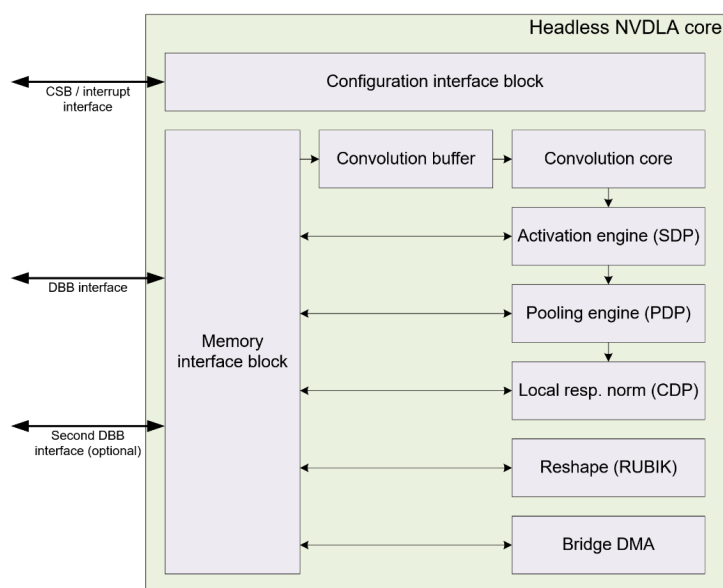 Headless NVDLA core
Configuration interface block
CSB / interrupt
interface
Convolution buffer
Convolution core
Activation engine (SDP)
DBB interface
Pooling engine (PDP)
Memory
interface block
Local resp. norm (CDP)
Second DBB
interface (optional)
Reshape (RUBIK)
Bridge DMA